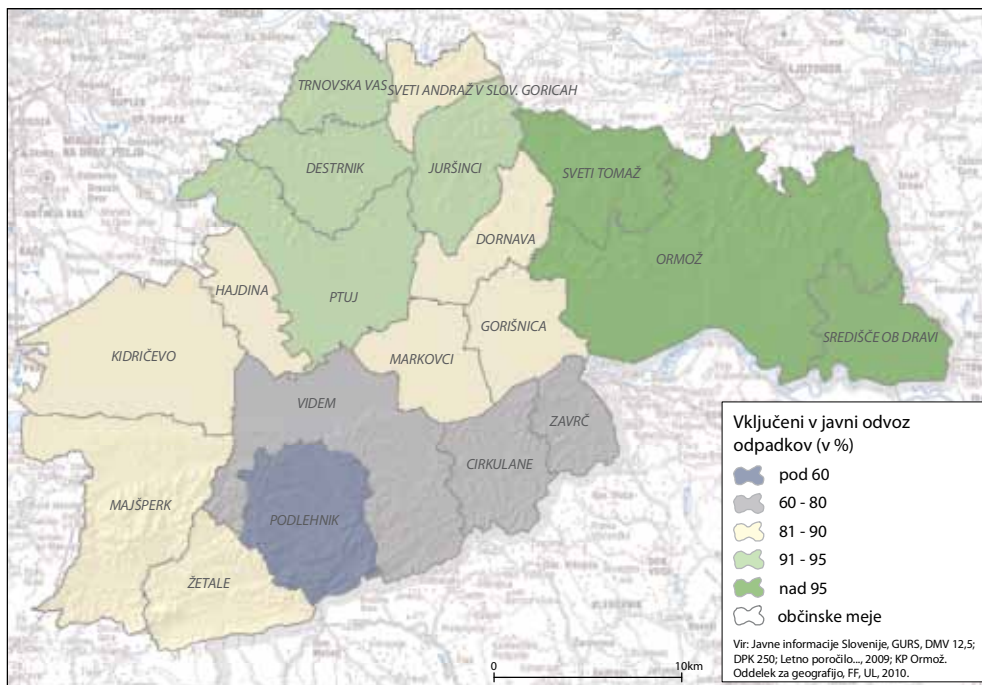 TRNOVSKA VAS
SVETI ANDRAŽ V SLOV. GORICAH
DESTRNIK
JURŠINCI
SVETI TOMAŽ
DORNAVA
ORMOŽ
HAJDINA
PTUJ
GORIŠNICA
SREDIŠČE OB DRAVI
KIDRIČEVO
MARKOVCI
VIDEM
ZAVRČ
CIRKULANE
MAJŠPERK
PODLEHNIK
ŽETALE
Vključeni v javni odvoz
odpadkov (v %)
pod 60
60 - 80
81 - 90
91 - 95
nad 95
občinske meje
Vir: Javne informacije Slovenije, GURS, DMV 12,5;
DPK 250; Letno poročilo..., 2009; KP Ormož.
Oddelek za geografijo, FF, UL, 2010.
0 10km